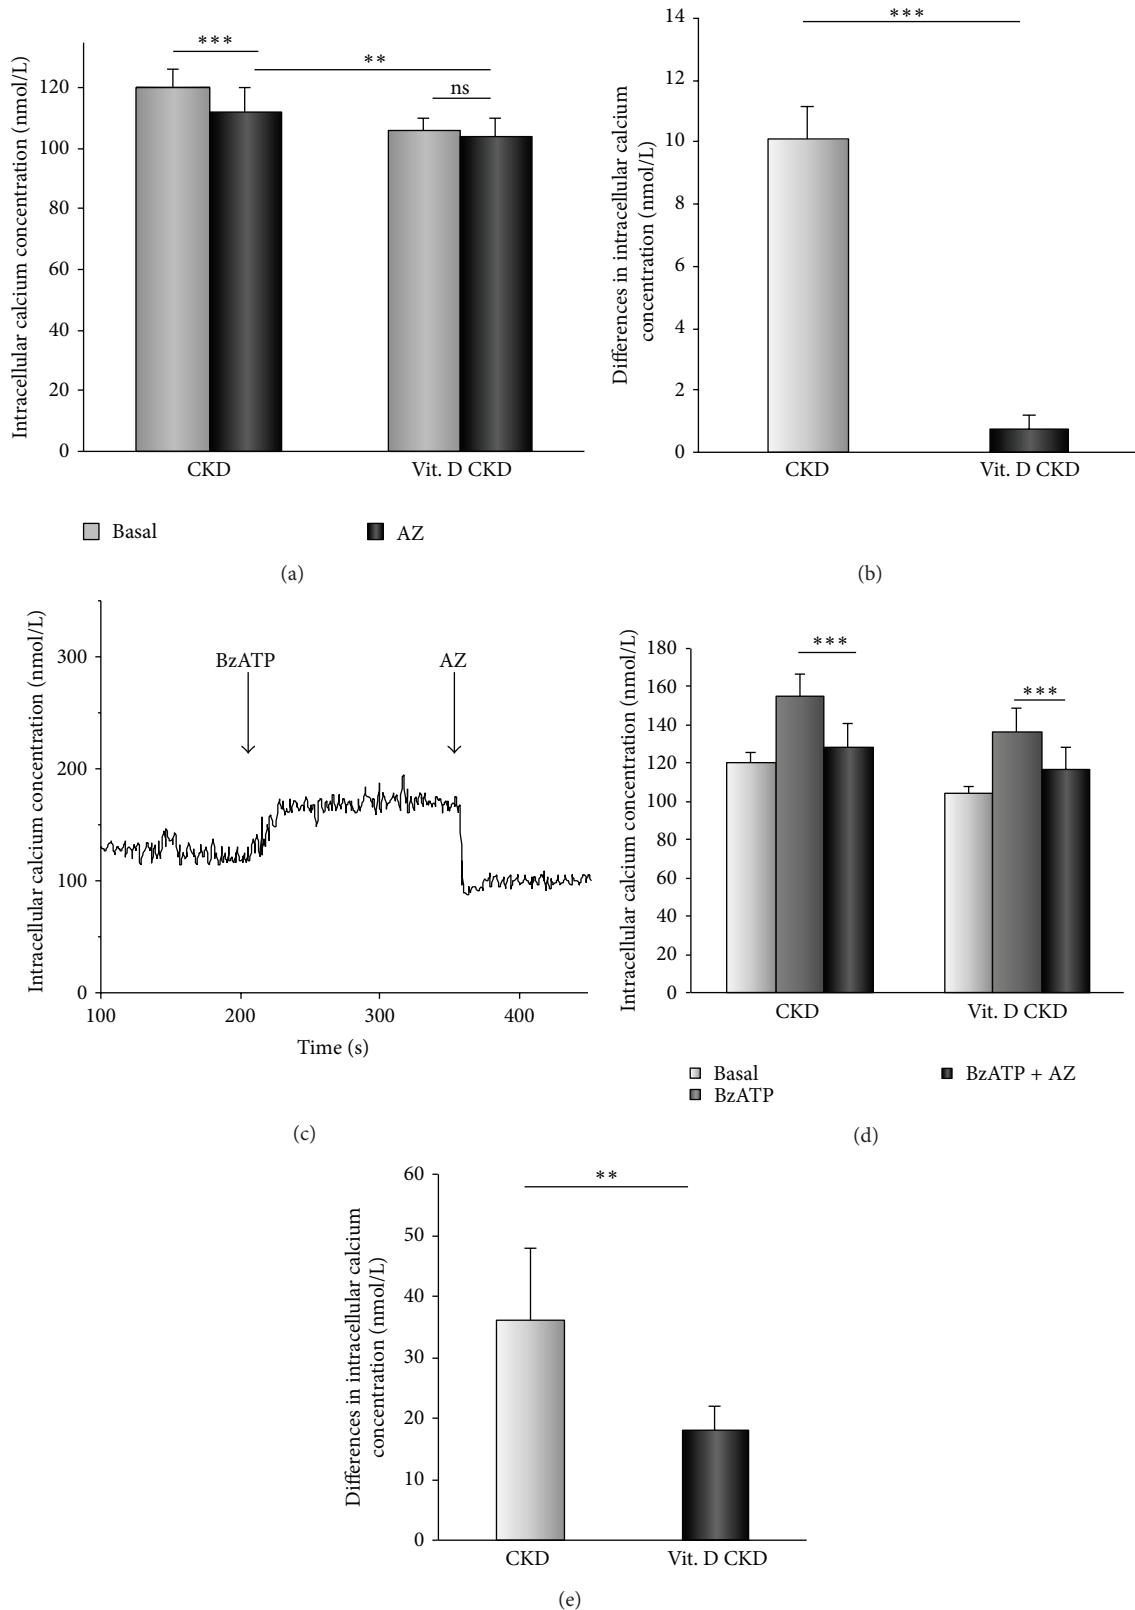 Intracellular calcium concentration (nmol/L)
120
100
80
60
40
20
0
***
**
ns
CKD
Vit. D CKD
Basal
AZ
(a)
Differences in intracellular calcium
concentration (nmol/L)
14
12
10
8
6
4
2
0
***
CKD
Vit. D CKD
(b)
Intracellular calcium concentration (nmol/L)
300
200
100
0
BzATP
AZ
100
200
300
400
Time (s)
(c)
Intracellular calcium concentration (nmol/L)
180
160
140
120
100
80
60
40
20
0
***
***
CKD
Vit. D CKD
Basal
BzATP
BzATP + AZ
(d)
Differences in intracellular calcium
concentration (nmol/L)
60
50
40
30
20
10
0
**
CKD
Vit. D CKD
(e)